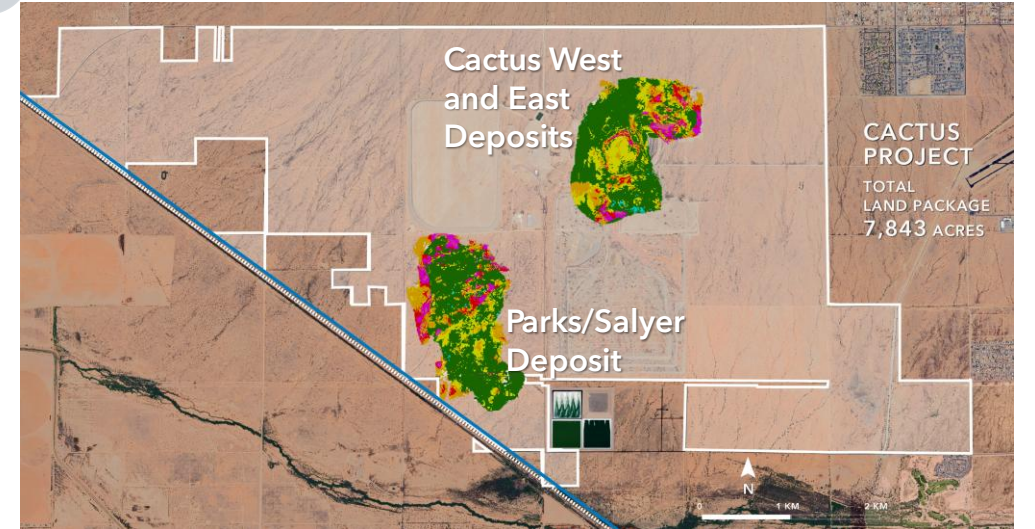 Cactus West
and East
Deposits
CACTUS
PROJECT
TOTAL
LAND PACKAGE
7,843 ACRES
Parks/Salyer
Deposit
N
0 1 KM 2 KM